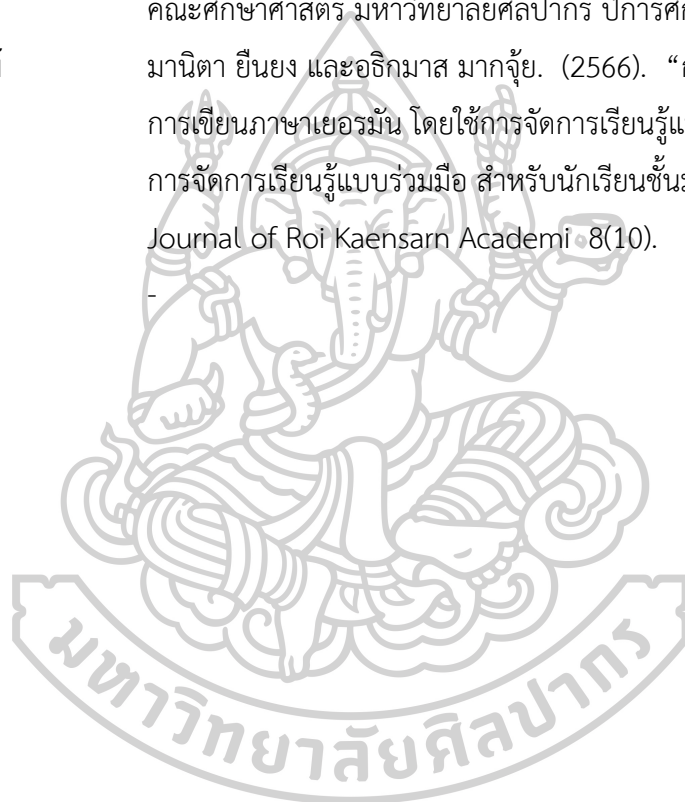 คณะศึกษาศาสตร์ มหาวิทยาลัยศิลปากร ปีการศึก
มานิตา ยืนยง และอธิกมาส มากจุ้ย. (2566). “
การเขียนภาษาเยอรมัน โดยใช้การจัดการเรียนรู้แ
การจัดการเรียนรู้แบบร่วมมือ สำหรับนักเรียนชั้นม
Journal of Roi Kaensarn Academi 8(10).
-
มหาวิทยาลัยศิลปากร